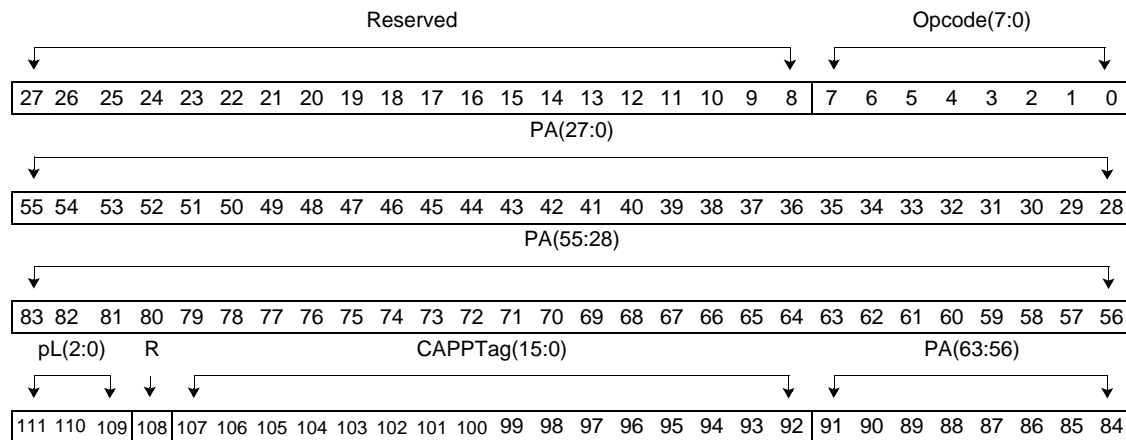 Reserved Opcode(7:0)
27 26 25 24 23 22 21 20 19 18 17 16 15 14 13 12 11 10 9 8 7 6 5 4 3 2 1 0
PA(27:0)
55 54 53 52 51 50 49 48 47 46 45 44 43 42 41 40 39 38 37 36 35 34 33 32 31 30 29 28
PA(55:28)
83 82 81 80 79 78 77 76 75 74 73 72 71 70 69 68 67 66 65 64 63 62 61 60 59 58 57 56
pL(2:0) R CAPPTag(15:0) PA(63:56)
111 110 109 108 107 106 105 104 103 102 101 100 99 98 97 96 95 94 93 92 91 90 89 88 87 86 85 84